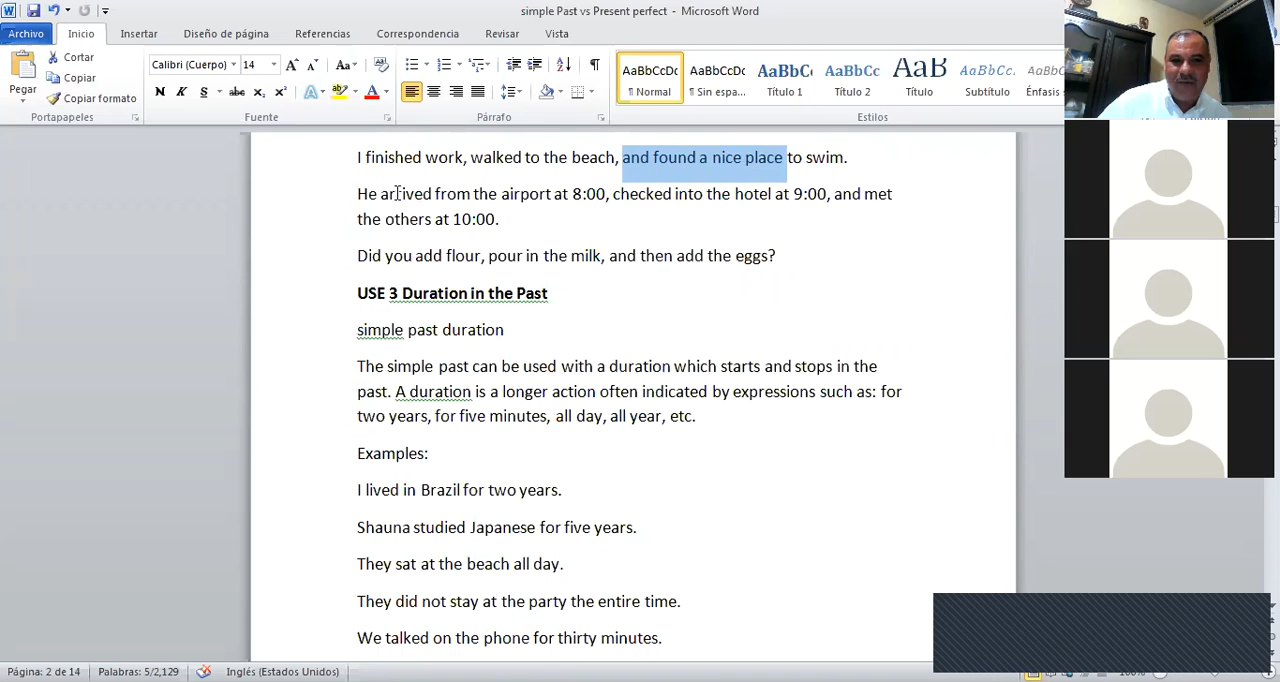 simple Past vs Present perfect - Microsoft Word
Archivo Inicio Insertar Diseño de página Referencias Correspondencia Revisar Vista
Pegar Cortar
Copiar
Copiar formato
Portapapeles
Calibri (Cuerpo) 14
N K S abc x₂ x² A ab A
Fuente
Párrafo
AaBbCcDc AaBbCcDc AaBbC AaBbCc AaB AaBbCc. AaBbC
¶ Normal ¶ Sin espa... Título 1 Título 2 Título Subtítulo Énfasis
Estilos
I finished work, walked to the beach, and found a nice place to swim.
He arrived from the airport at 8:00, checked into the hotel at 9:00, and met
the others at 10:00.
Did you add flour, pour in the milk, and then add the eggs?
USE 3 Duration in the Past
simple past duration
The simple past can be used with a duration which starts and stops in the
past. A duration is a longer action often indicated by expressions such as: for
two years, for five minutes, all day, all year, etc.
Examples:
I lived in Brazil for two years.
Shauna studied Japanese for five years.
They sat at the beach all day.
They did not stay at the party the entire time.
We talked on the phone for thirty minutes.
Página: 2 de 14 Palabras: 5/2,129 Inglés (Estados Unidos)